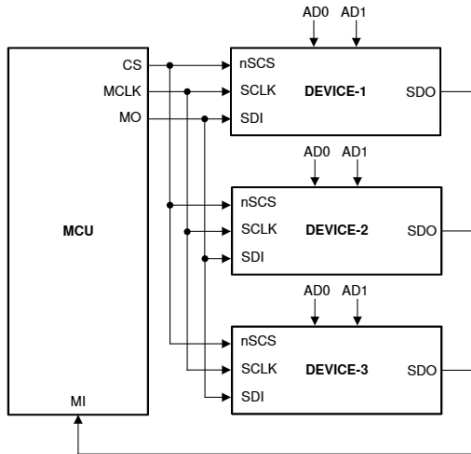 AD0 AD1
CS nSCS
MCLK SCLK DEVICE-1 SDO
MO SDI
AD0 AD1
nSCS
MCU SCLK DEVICE-2 SDO
SDI
AD0 AD1
nSCS
SCLK DEVICE-3 SDO
SDI
MI